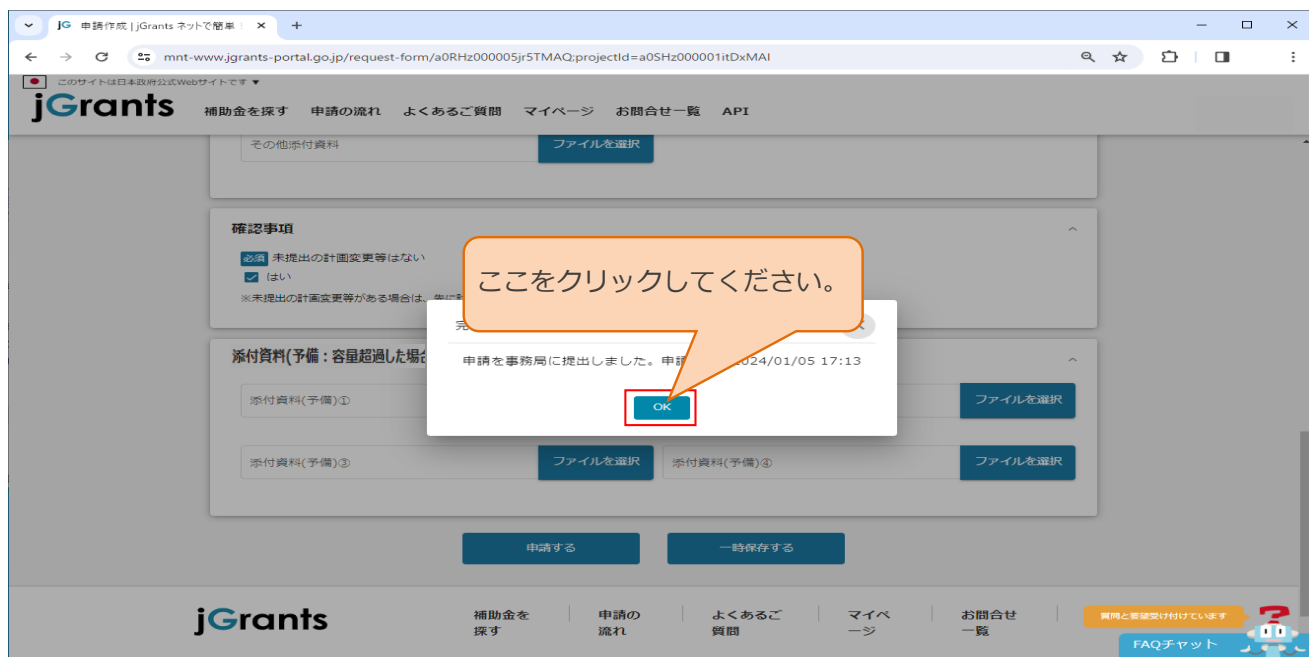 jG 申請作成 | jGrants ネットで簡単
mnt-www.jgrants-portal.go.jp/request-form/a0RHz000005jr5TMAQ;projectId=a0SHz000001itDxMAI
このサイトは日本政府公式Webサイトです ▼
jGrants 補助金を探す 申請の流れ よくあるご質問 マイページ お問合せ一覧 API
その他添付資料 ファイルを選択
確認事項
必須 未提出の計画変更等はない
はい
※未提出の計画変更等がある場合は、
ここをクリックしてください。
申請を事務局に提出しました。申請 2024/01/05 17:13
OK
添付資料(予備：容量超過した場合
添付資料(予備)① ファイルを選択
添付資料(予備)③ ファイルを選択 添付資料(予備)④ ファイルを選択
申請する 一時保存する
jGrants 補助金を探す 申請の流れ よくあるご質問 マイページ お問合せ一覧
質問と要望受け付けています
FAQチャット